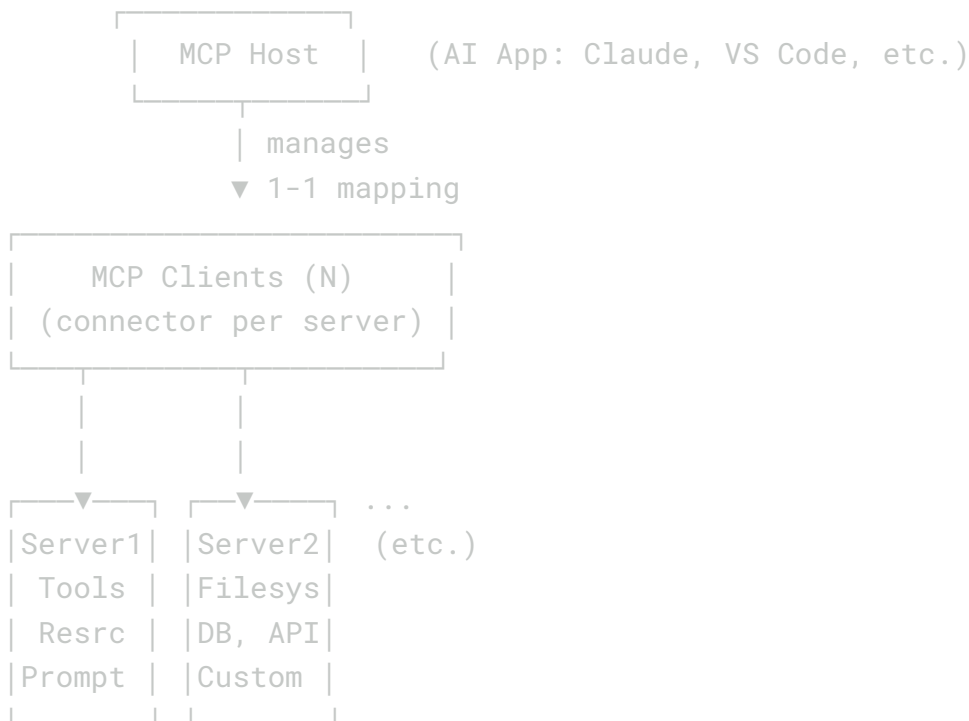 MCP Host (AI App: Claude, VS Code, etc.)
manages
▼ 1-1 mapping
MCP Clients (N)
(connector per server)
...
Server1 Server2 (etc.)
Tools Filesys
Resrc DB, API
Prompt Custom